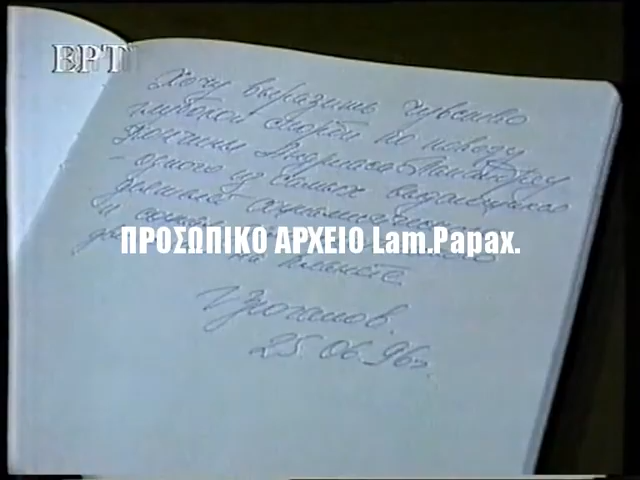 ΕΡΤ
Хочу выразить чувство
глубокой скорби по поводу
кончины Андреаса Папандреу
- одного из самых выдающихся
деятелей
и
ΠΡΟΣΩΠΙΚΟ ΑΡΧΕΙΟ Lam.Papax.
на планете.
25.06.96г.